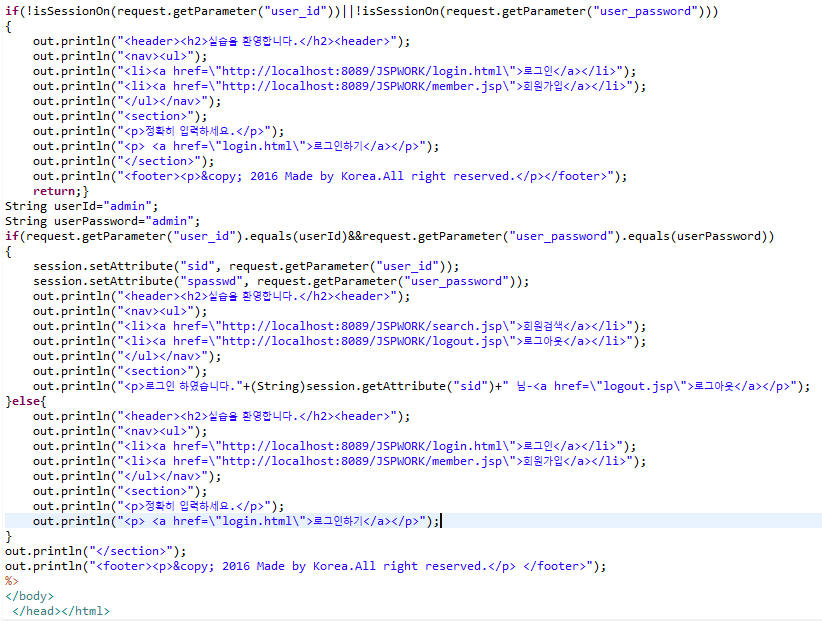 if(!isSessionOn(request.getParameter("user_id"))||!isSessionOn(request.getParameter("user_password")))
{
    out.println("<header><h2>실습을 환영합니다.</h2><header>");
    out.println("<nav><ul>");
    out.println("<li><a href=\"http://localhost:8089/JSPWORK/login.html\">로그인</a></li>");
    out.println("<li><a href=\"http://localhost:8089/JSPWORK/member.jsp\">회원가입</a></li>");
    out.println("</ul></nav>");
    out.println("<section>");
    out.println("<p>정확히 입력하세요.</p>");
    out.println("<p> <a href=\"login.html\">로그인하기</a></p>");
    out.println("</section>");
    out.println("<footer><p>&copy; 2016 Made by Korea.All right reserved.</p></footer>");
    return;}
String userId="admin";
String userPassword="admin";
if(request.getParameter("user_id").equals(userId)&&request.getParameter("user_password").equals(userPassword))
{
    session.setAttribute("sid", request.getParameter("user_id"));
    session.setAttribute("spasswd", request.getParameter("user_password"));
    out.println("<header><h2>실습을 환영합니다.</h2><header>");
    out.println("<nav><ul>");
    out.println("<li><a href=\"http://localhost:8089/JSPWORK/search.jsp\">회원검색</a></li>");
    out.println("<li><a href=\"http://localhost:8089/JSPWORK/logout.jsp\">로그아웃</a></li>");
    out.println("</ul></nav>");
    out.println("<section>");
    out.println("<p>로그인 하였습니다."+(String)session.getAttribute("sid")+" 님-<a href=\"logout.jsp\">로그아웃</a></p>");
}else{
    out.println("<header><h2>실습을 환영합니다.</h2><header>");
    out.println("<nav><ul>");
    out.println("<li><a href=\"http://localhost:8089/JSPWORK/login.html\">로그인</a></li>");
    out.println("<li><a href=\"http://localhost:8089/JSPWORK/member.jsp\">회원가입</a></li>");
    out.println("</ul></nav>");
    out.println("<section>");
    out.println("<p>정확히 입력하세요.</p>");
    out.println("<p> <a href=\"login.html\">로그인하기</a></p>");
}
out.println("</section>");
out.println("<footer><p>&copy; 2016 Made by Korea.All right reserved.</p> </footer>");
%>
</body>
 </head></html>